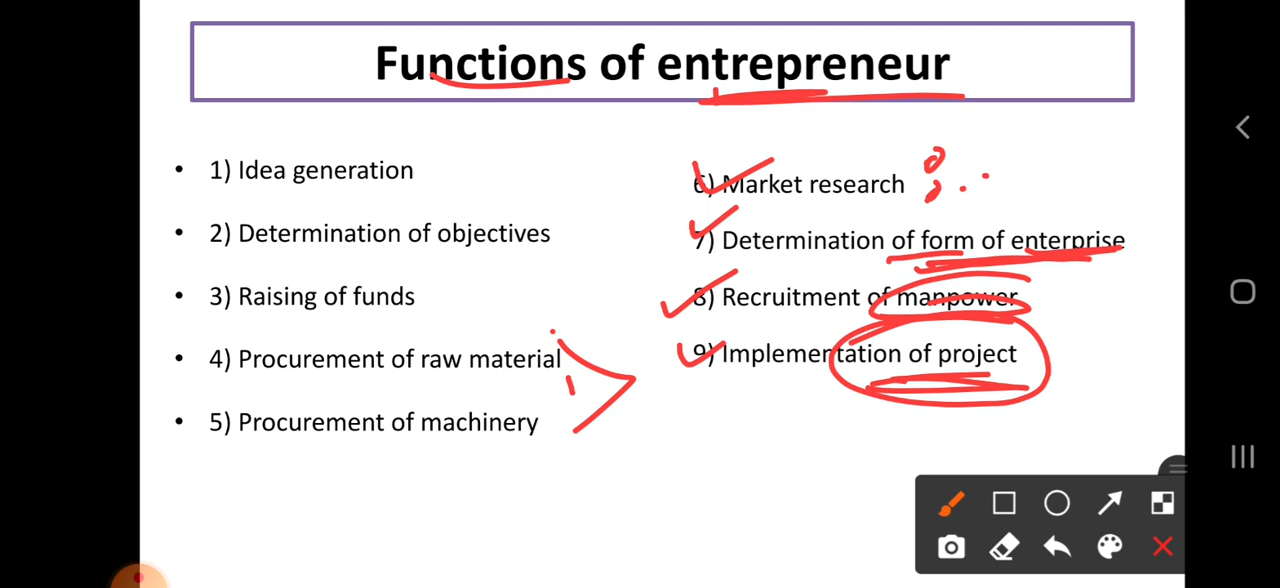 Functions of entrepreneur
• 1) Idea generation
• 2) Determination of objectives
• 3) Raising of funds
• 4) Procurement of raw material
• 5) Procurement of machinery
6) Market research
7) Determination of form of enterprise
8) Recruitment of manpower
9) Implementation of project